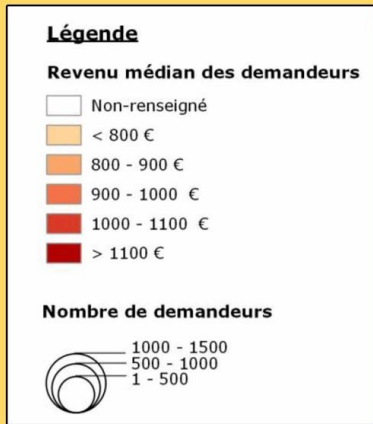 Légende
Revenu médian des demandeurs
Non-renseigné
< 800 €
800 - 900 €
900 - 1000 €
1000 - 1100 €
> 1100 €
Nombre de demandeurs
1000 - 1500
500 - 1000
1 - 500